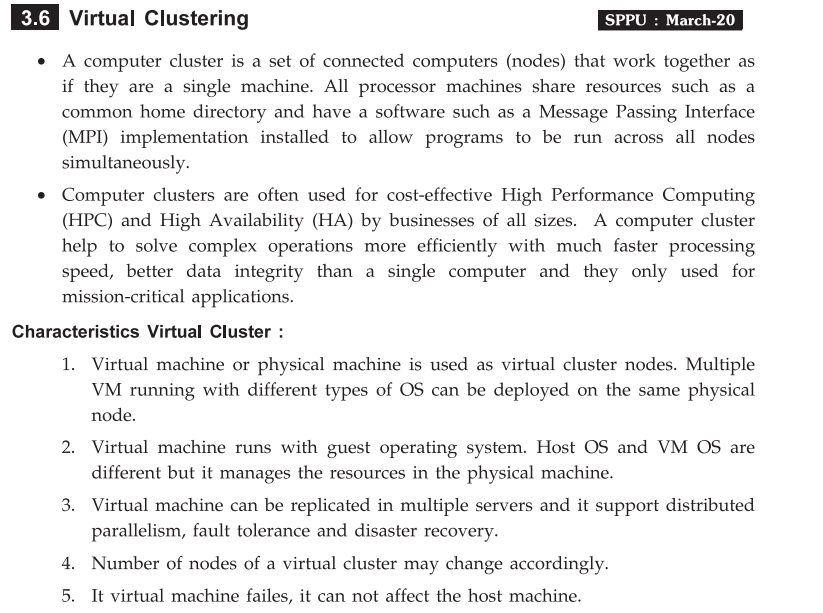 3.6 Virtual Clustering SPPU : March-20
• A computer cluster is a set of connected computers (nodes) that work together as
if they are a single machine. All processor machines share resources such as a
common home directory and have a software such as a Message Passing Interface
(MPI) implementation installed to allow programs to be run across all nodes
simultaneously.
• Computer clusters are often used for cost-effective High Performance Computing
(HPC) and High Availability (HA) by businesses of all sizes. A computer cluster
help to solve complex operations more efficiently with much faster processing
speed, better data integrity than a single computer and they only used for
mission-critical applications.
Characteristics Virtual Cluster :
1. Virtual machine or physical machine is used as virtual cluster nodes. Multiple
VM running with different types of OS can be deployed on the same physical
node.
2. Virtual machine runs with guest operating system. Host OS and VM OS are
different but it manages the resources in the physical machine.
3. Virtual machine can be replicated in multiple servers and it support distributed
parallelism, fault tolerance and disaster recovery.
4. Number of nodes of a virtual cluster may change accordingly.
5. It virtual machine failes, it can not affect the host machine.